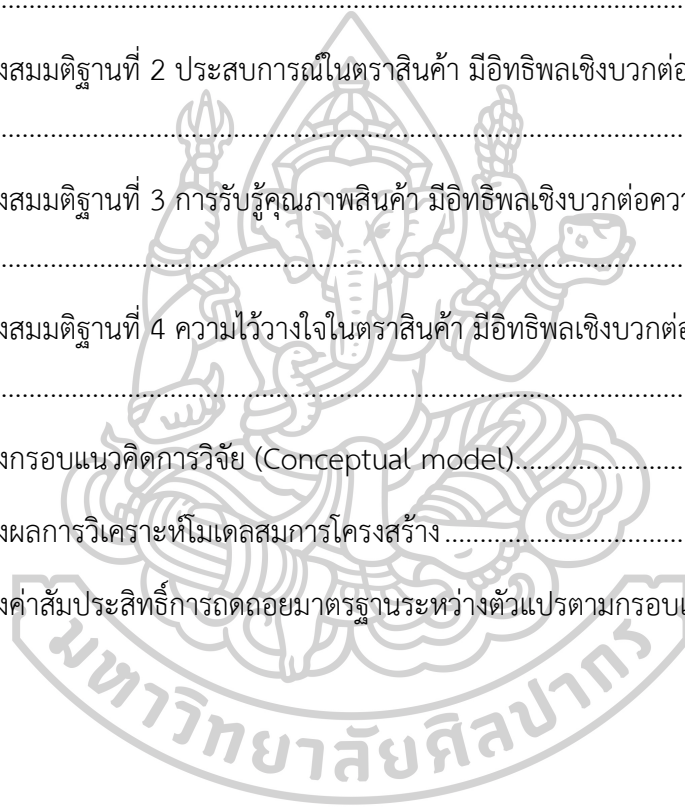 ................................................................................
งสมมติฐานที่ 2 ประสบการณ์ในตราสินค้า มีอิทธิพลเชิงบวกต่อ
................................................................................
งสมมติฐานที่ 3 การรับรู้คุณภาพสินค้า มีอิทธิพลเชิงบวกต่อควา
................................................................................
งสมมติฐานที่ 4 ความไว้วางใจในตราสินค้า มีอิทธิพลเชิงบวกต่อ
................................................................................
งกรอบแนวคิดการวิจัย (Conceptual model)..........................
งผลการวิเคราะห์โมเดลสมการโครงสร้าง....................................
งค่าสัมประสิทธิ์การถดถอยมาตรฐานระหว่างตัวแปรตามกรอบแ
มหาวิทยาลัยศิลปากร